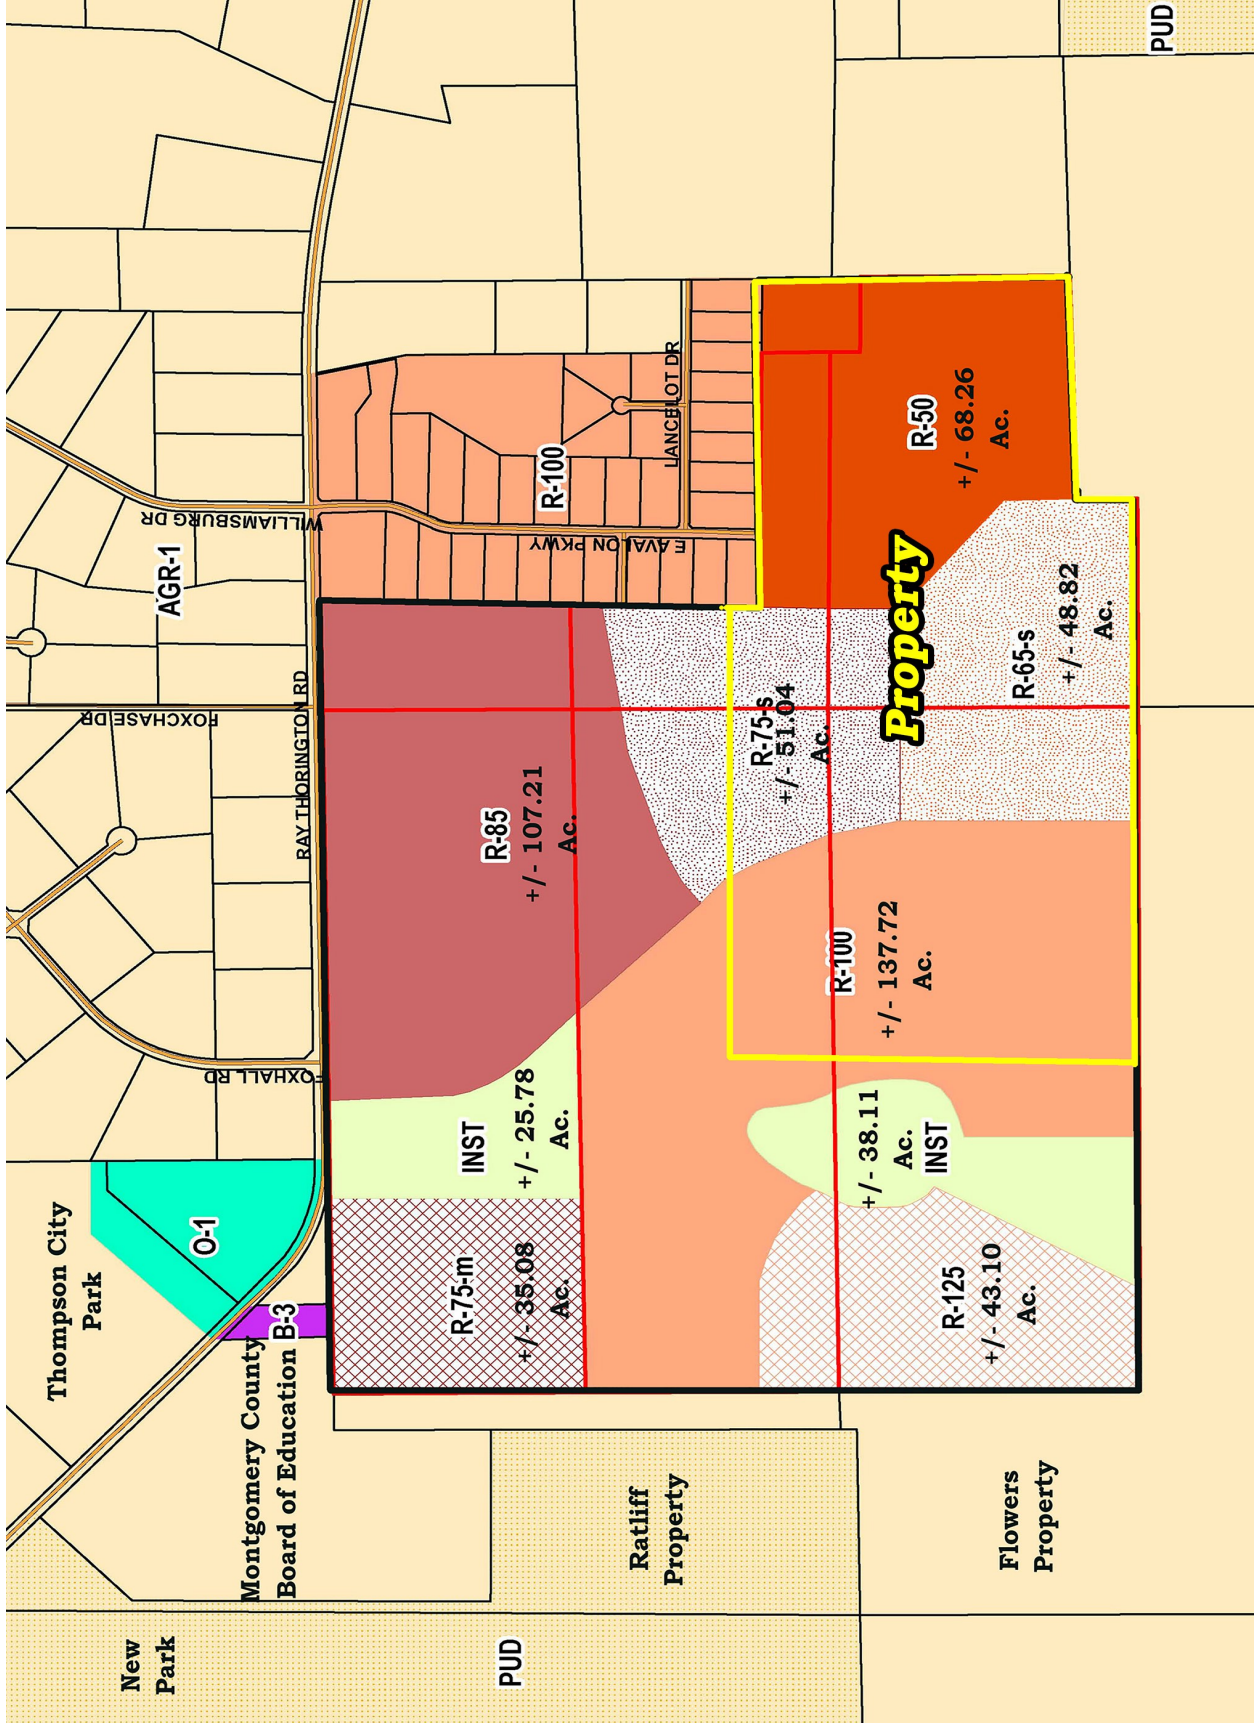 New
Park
Thompson City
Park
Montgomery County
Board of Education
B-3
O-1
AGR-1
WILLIAMSBURG DR
FOXCHASE DR
FOXHALL RD
RAY THORINGTON RD
PUD
R-75-m
+/- 35.08
Ac.
INST
+/- 25.78
Ac.
R-85
+/- 107.21
Ac.
R-100
E AVALON PKWY
LANCELOT DR
Ratliff
Property
R-75-s
+/- 51.04
Ac.
R-100
+/- 137.72
Ac.
+/- 38.11
Ac.
INST
Property
R-50
+/- 68.26
Ac.
R-125
+/- 43.10
Ac.
R-65-s
+/- 48.82
Ac.
Flowers
Property
PUD